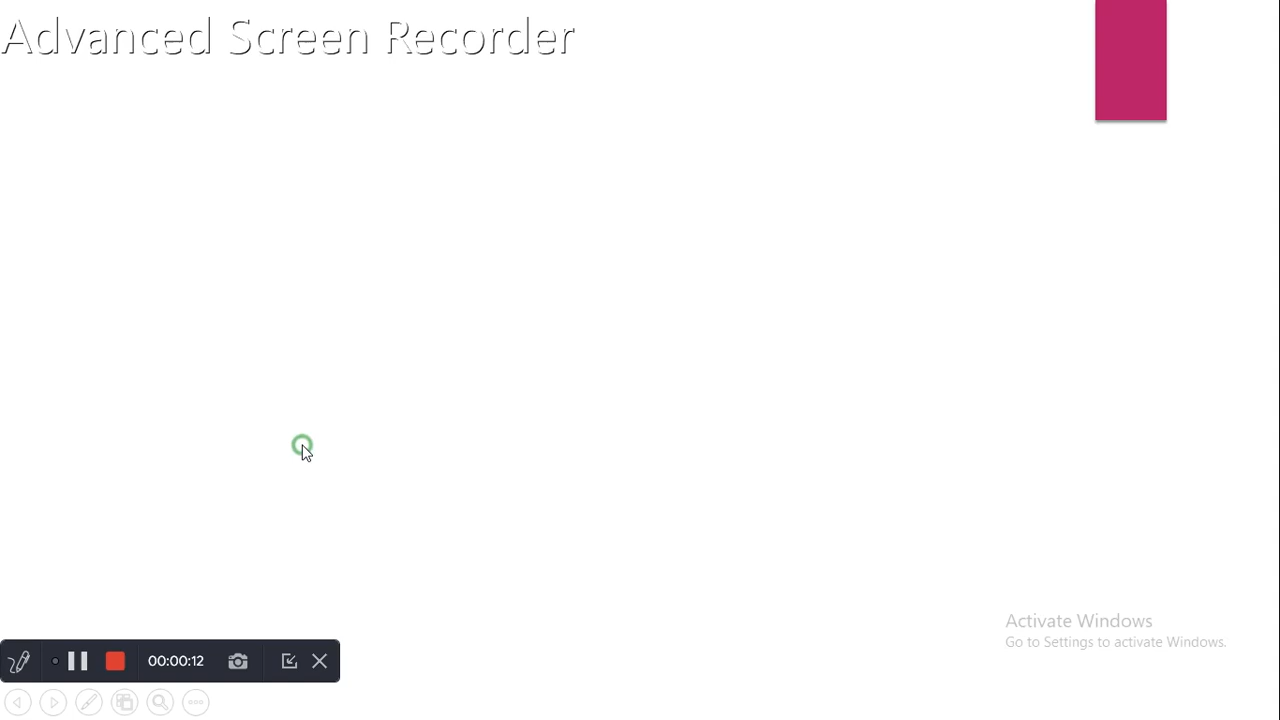 Advanced Screen Recorder
Activate Windows
Go to Settings to activate Windows.
00:00:12